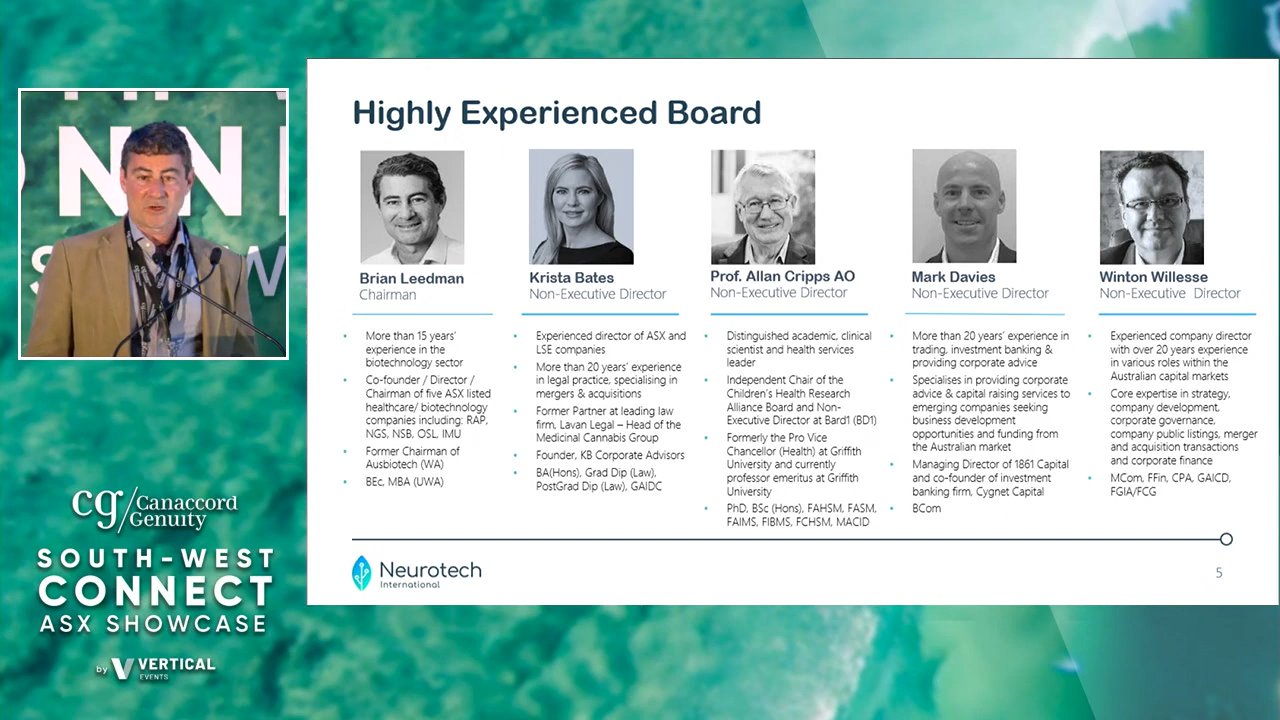 Highly Experienced Board
Brian Leedman
Chairman
• More than 15 years'
experience in the
biotechnology sector
• Co-founder / Director /
Chairman of five ASX listed
healthcare/ biotechnology
companies including: RAP,
NGS, NSB, OSL, IMU
• Former Chairman of
Ausbiotech (WA)
• BEc, MBA (UWA)
Krista Bates
Non-Executive Director
• Experienced director of ASX and
LSE companies
• More than 20 years' experience
in legal practice, specialising in
mergers & acquisitions
• Former Partner at leading law
firm, Lavan Legal – Head of the
Medicinal Cannabis Group
• Founder, KB Corporate Advisors
• BA(Hons), Grad Dip (Law),
PostGrad Dip (Law), GAIDC
Prof. Allan Cripps AO
Non-Executive Director
• Distinguished academic, clinical
scientist and health services
leader
• Independent Chair of the
Children's Health Research
Alliance Board and Non-
Executive Director at Bard1 (BD1)
• Formerly the Pro Vice
Chancellor (Health) at Griffith
University and currently
professor emeritus at Griffith
University
• PhD, BSc (Hons), FAHSM, FASM,
FAIMS, FIBMS, FCHSM, MACID
Mark Davies
Non-Executive Director
• More than 20 years' experience in
trading, investment banking &
providing corporate advice
• Specialises in providing corporate
advice & capital raising services to
emerging companies seeking
business development
opportunities and funding from
the Australian market
• Managing Director of 1861 Capital
and co-founder of investment
banking firm, Cygnet Capital
• BCom
Winton Willesse
Non-Executive Director
• Experienced company director
with over 20 years experience
in various roles within the
Australian capital markets
• Core expertise in strategy,
company development,
corporate governance,
company public listings, merger
and acquisition transactions
and corporate finance
• MCom, FFin, CPA, GAICD,
FGIA/FCG
Neurotech
International
5
cg/Canaccord
Genuity
SOUTH-WEST
CONNECT
ASX SHOWCASE
by VERTICAL
EVENTS